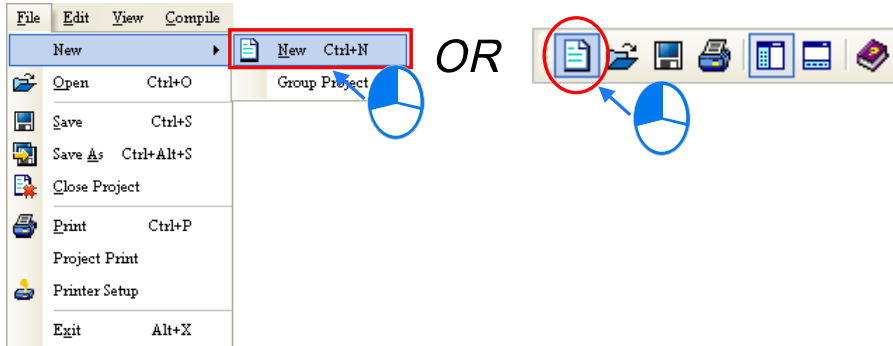 File Edit View Compile
New
New Ctrl+N
Open Ctrl+O
Group Project
Save Ctrl+S
Save As Ctrl+Alt+S
Close Project
Print Ctrl+P
Project Print
Printer Setup
Exit Alt+X
OR